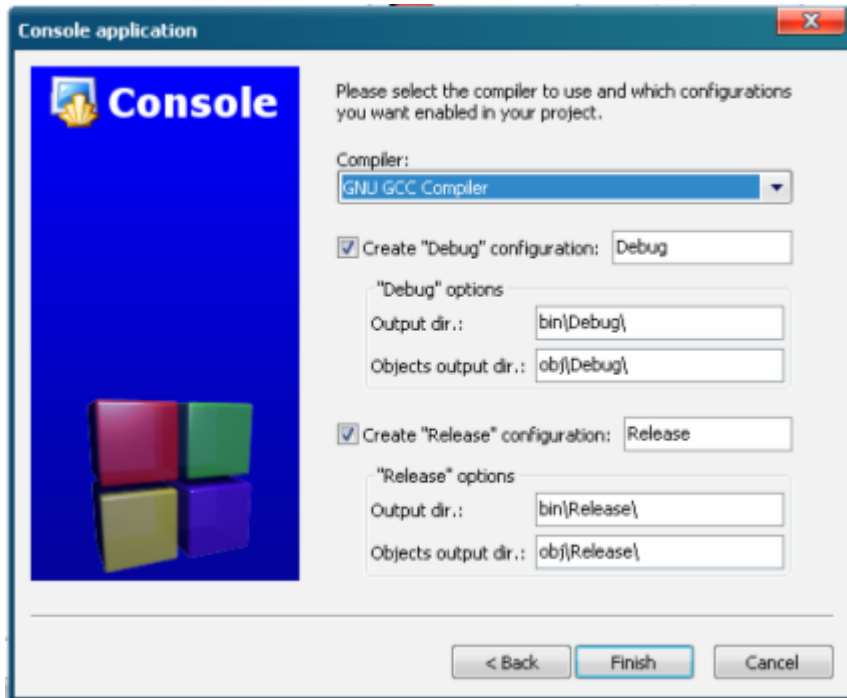 Console application
Console
Please select the compiler to use and which configurations
you want enabled in your project.
Compiler:
GNU GCC Compiler
Create "Debug" configuration: Debug
"Debug" options
Output dir.: bin\Debug\
Objects output dir.: obj\Debug\
Create "Release" configuration: Release
"Release" options
Output dir.: bin\Release\
Objects output dir.: obj\Release\
< Back Finish Cancel